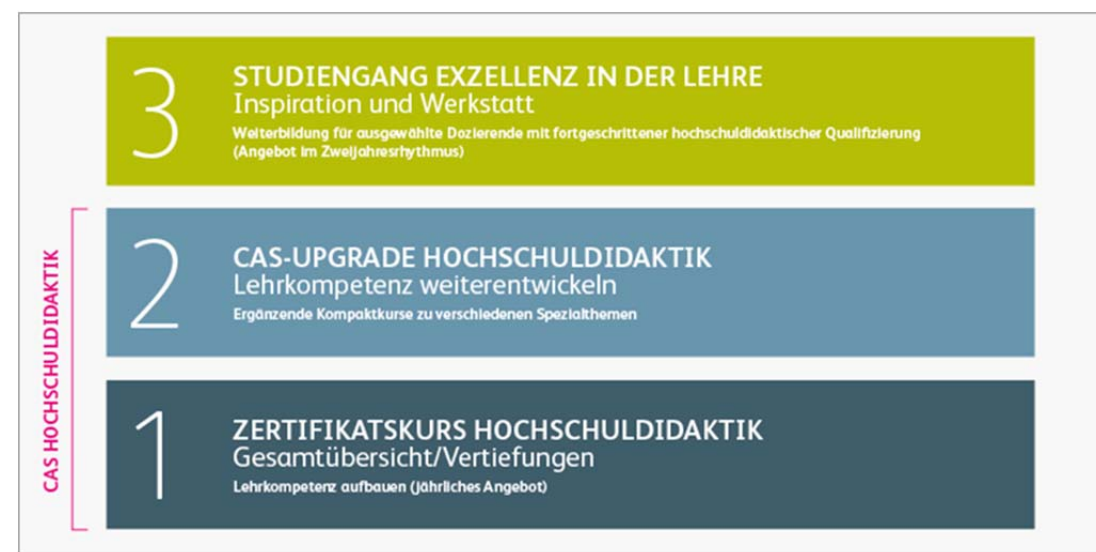 3
STUDIENGANG EXZELLENZ IN DER LEHRE
Inspiration und Werkstatt
Weiterbildung für ausgewählte Dozierende mit fortgeschrittener hochschuldidaktischer Qualifizierung
(Angebot im Zweijahresrhythmus)
CAS HOCHSCHULDIDAKTIK
2
CAS-UPGRADE HOCHSCHULDIDAKTIK
Lehrkompetenz weiterentwickeln
Ergänzende Kompaktkurse zu verschiedenen Spezialthemen
1
ZERTIFIKATSKURS HOCHSCHULDIDAKTIK
Gesamtübersicht/Vertiefungen
Lehrkompetenz aufbauen (jährliches Angebot)